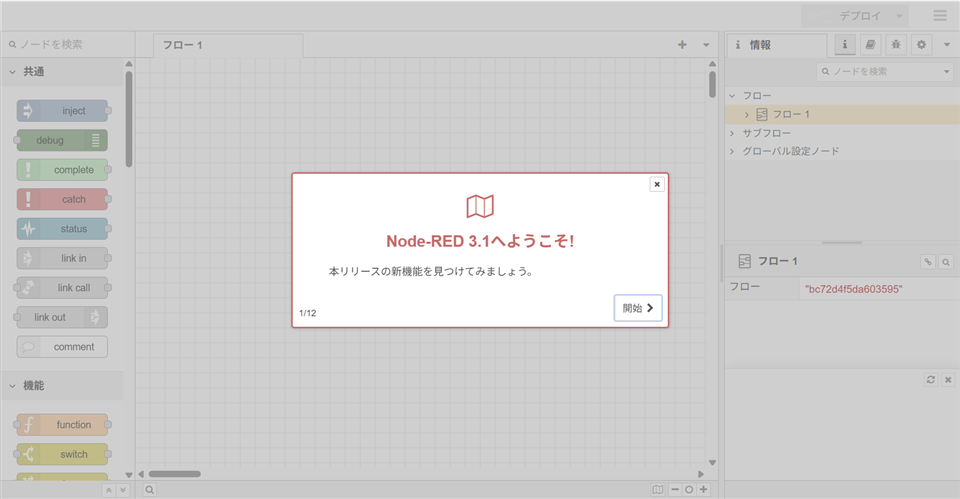 デプロイ
ノードを検索
フロー 1
情報
共通
ノードを検索
inject
debug
complete
catch
status
link in
link call
link out
comment
機能
function
switch
フロー
フロー 1
サブフロー
グローバル設定ノード
Node-RED 3.1へようこそ!
本リリースの新機能を見つけてみましょう。
1/12
開始
フロー 1
フロー
"bc72d4f5da603595"